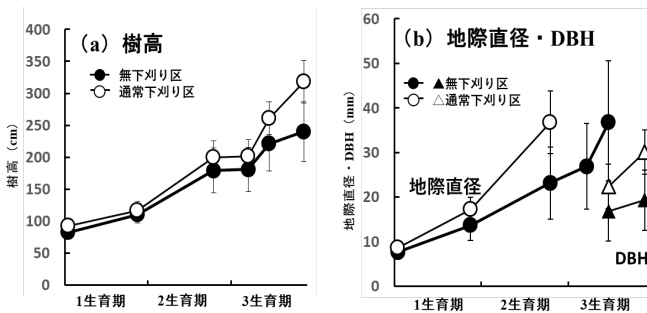 (a) 樹高
400
350
300
250
200
150
100
50
0
樹高 (cm)
無下刈り区
通常下刈り区
1生育期
2生育期
3生育期
(b) 地際直径・DBH
60
50
40
30
20
10
0
地際直径・DBH (mm)
●▲無下刈り区
○△通常下刈り区
地際直径
DBH
1生育期
2生育期
3生育期